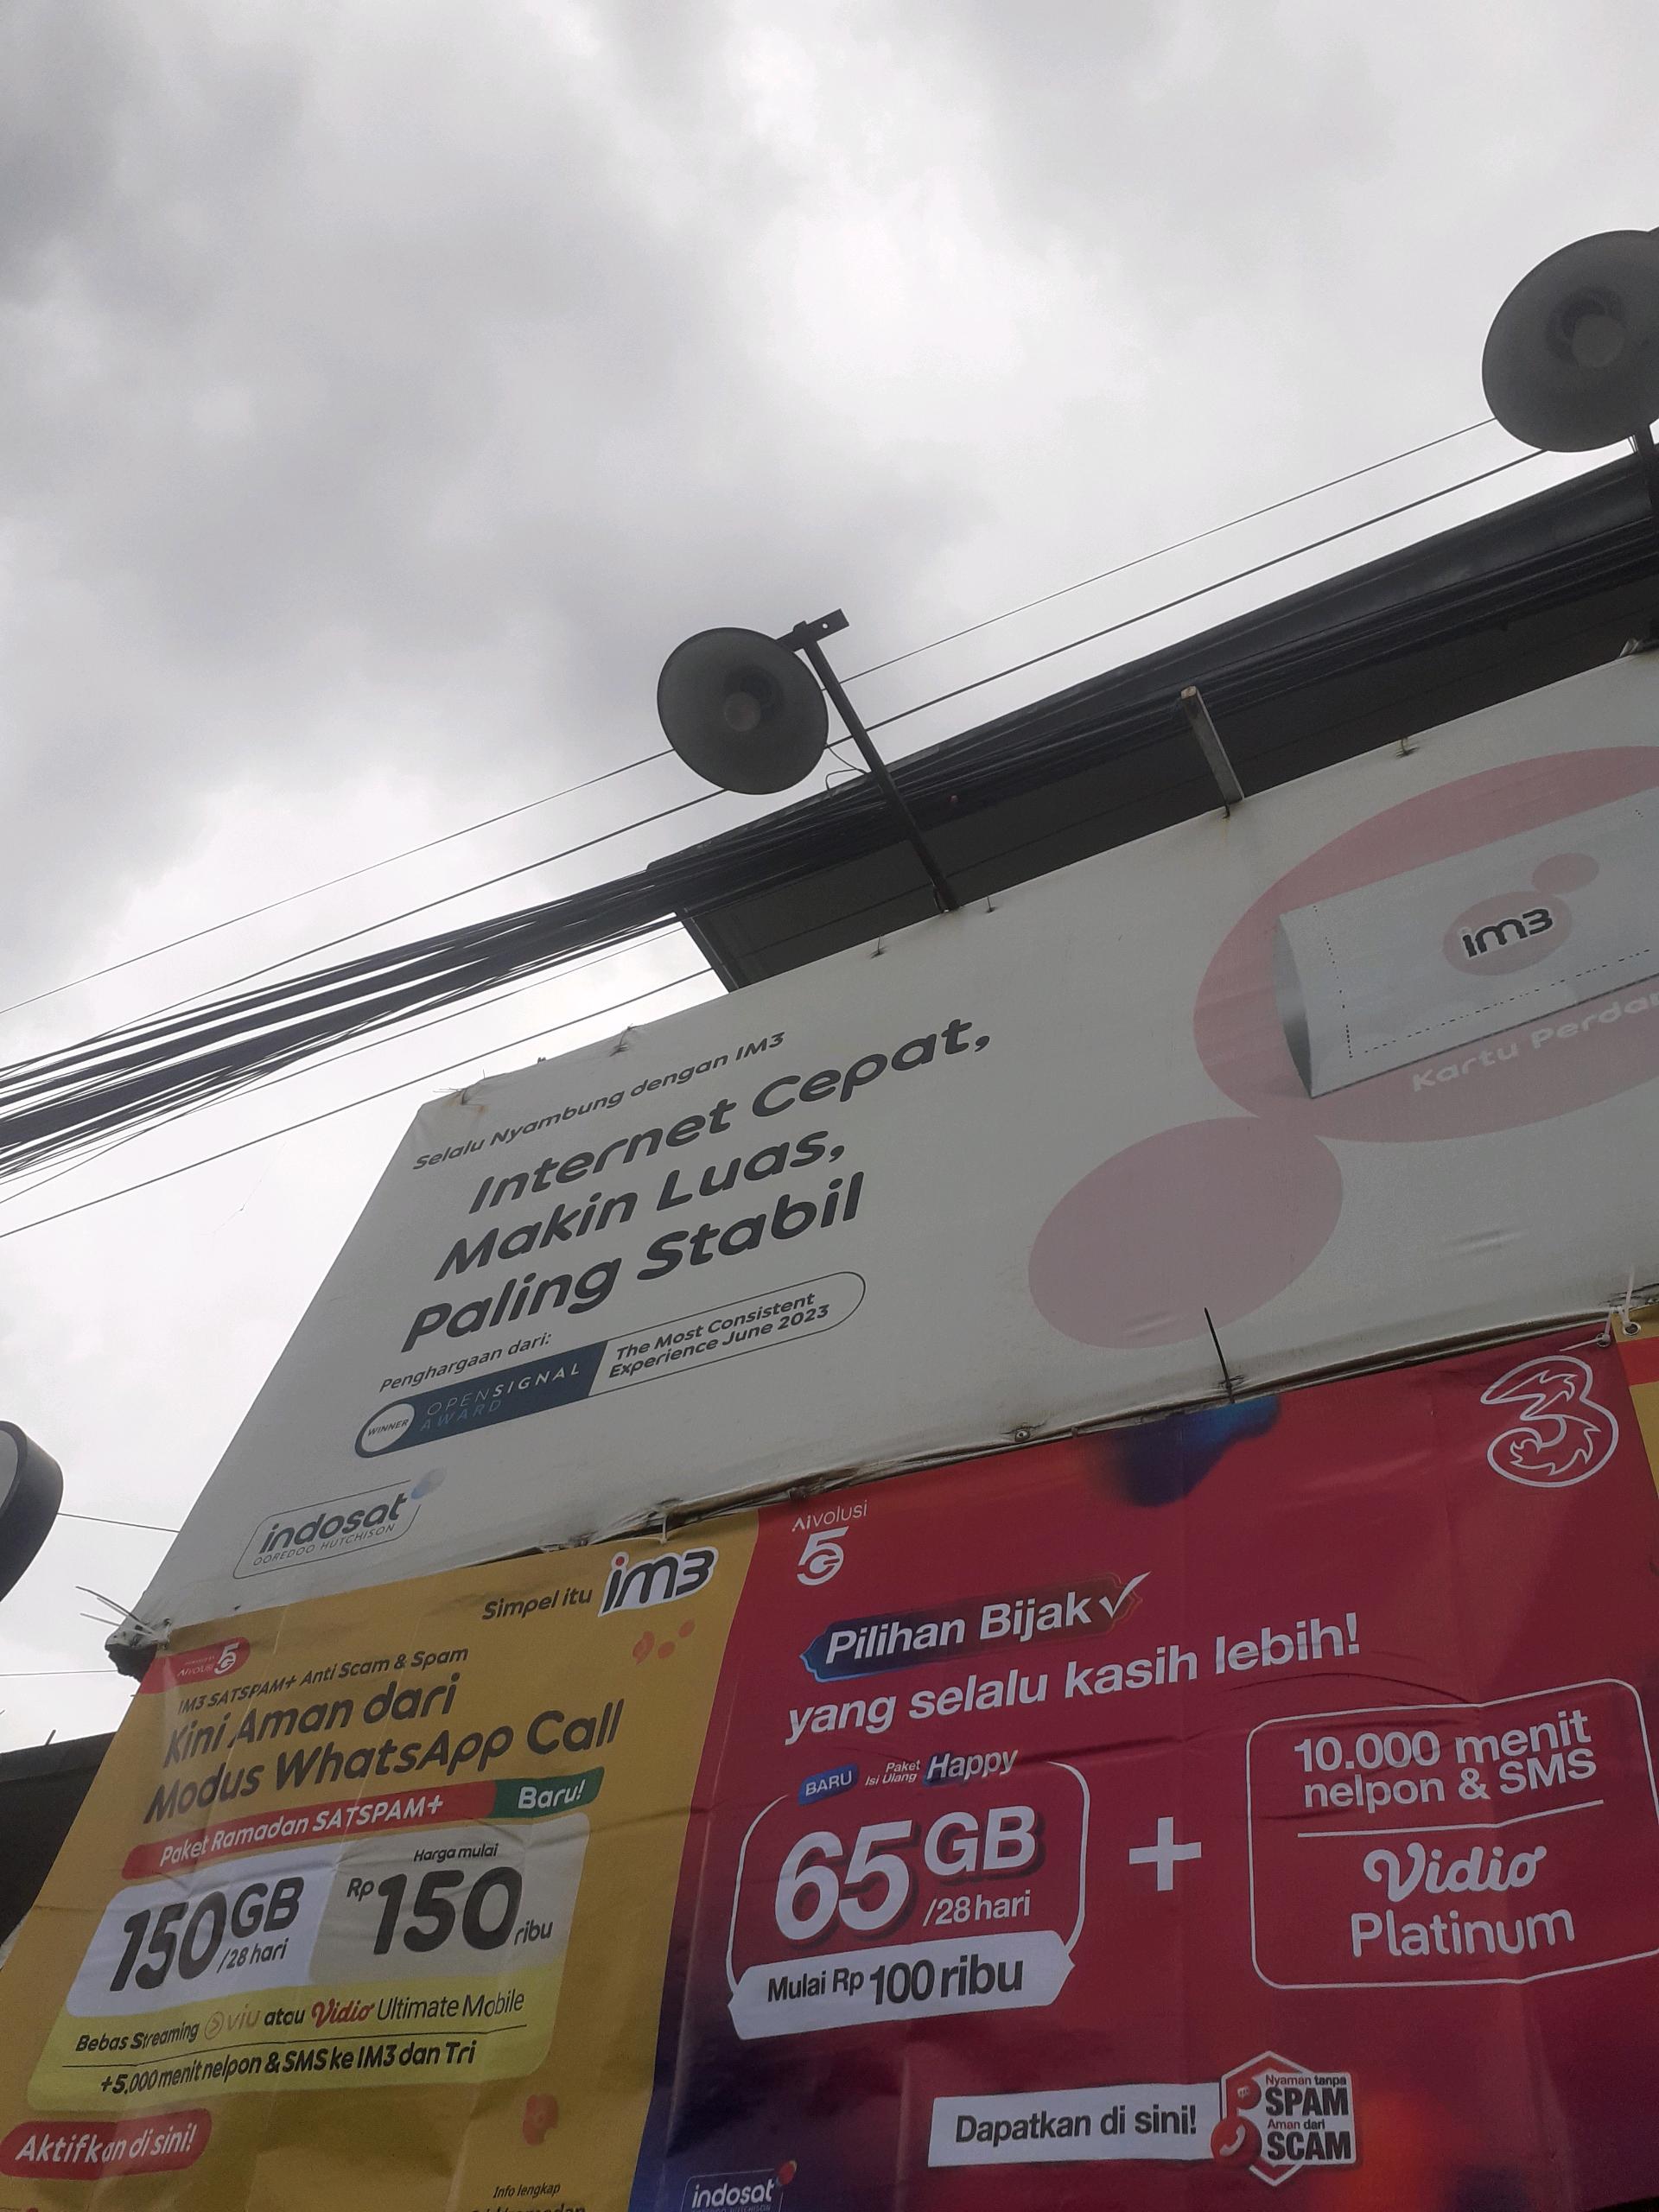 im3
Kartu
Selalu Nyambung dengan IM3
Internet Cepat,
Makin Luas,
Paling Stabil
Penghargaan dari:
WINNER
OPENSIGNAL
AWARD
The Most Consistent
Experience June 2023
indosat
OOREDOO HUTCHISON
Simpel itu im3
AIvolusi 5G
IM3 SATSPAM+ Anti Scam & Spam
Kini Aman dari
Modus WhatsApp Call
Paket Ramadan SATSPAM+ Baru!
150GB
/28 hari
Harga mulai
Rp150 ribu
Bebas Streaming viu atau Vidio Ultimate Mobile
+5.000 menit nelpon & SMS ke IM3 dan Tri
Aktifkan di sini!
Info lengkap
3
AIvolusi
5G
Pilihan Bijak
yang selalu kasih lebih!
BARU Paket Isi Ulang Happy
65GB
/28 hari
Mulai Rp 100 ribu
+
10.000 menit
nelpon & SMS
Vidio
Platinum
Dapatkan di sini!
Nyaman tanpa
SPAM
Aman dari
SCAM
indosat